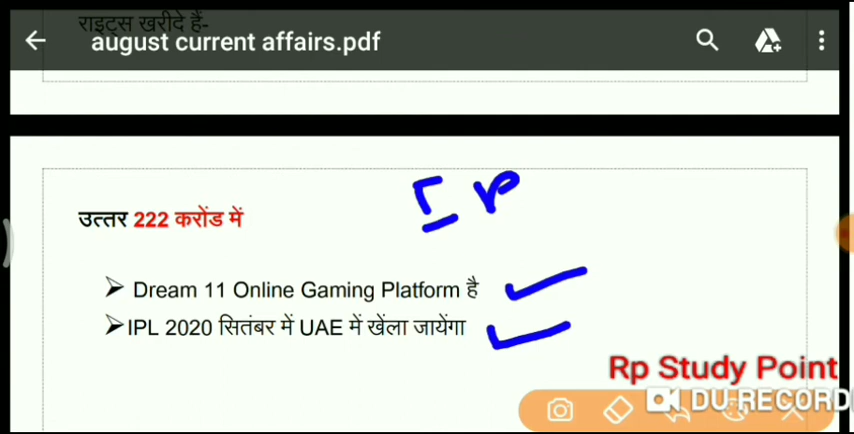 राइट्स खरीदे हैं-
august current affairs.pdf
उत्तर 222 करोंड में
I P
➢ Dream 11 Online Gaming Platform है
➢ IPL 2020 सितंबर में UAE में खेंला जायेंगा
Rp Study Point
DU RECORD